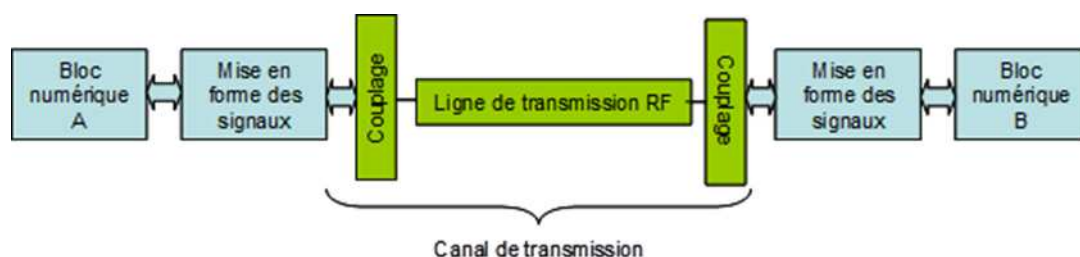 Bloc
numérique
A
Mise en
forme des
signaux
Couplage
Ligne de transmission RF
Couplage
Mise en
forme des
signaux
Bloc
numérique
B
Canal de transmission